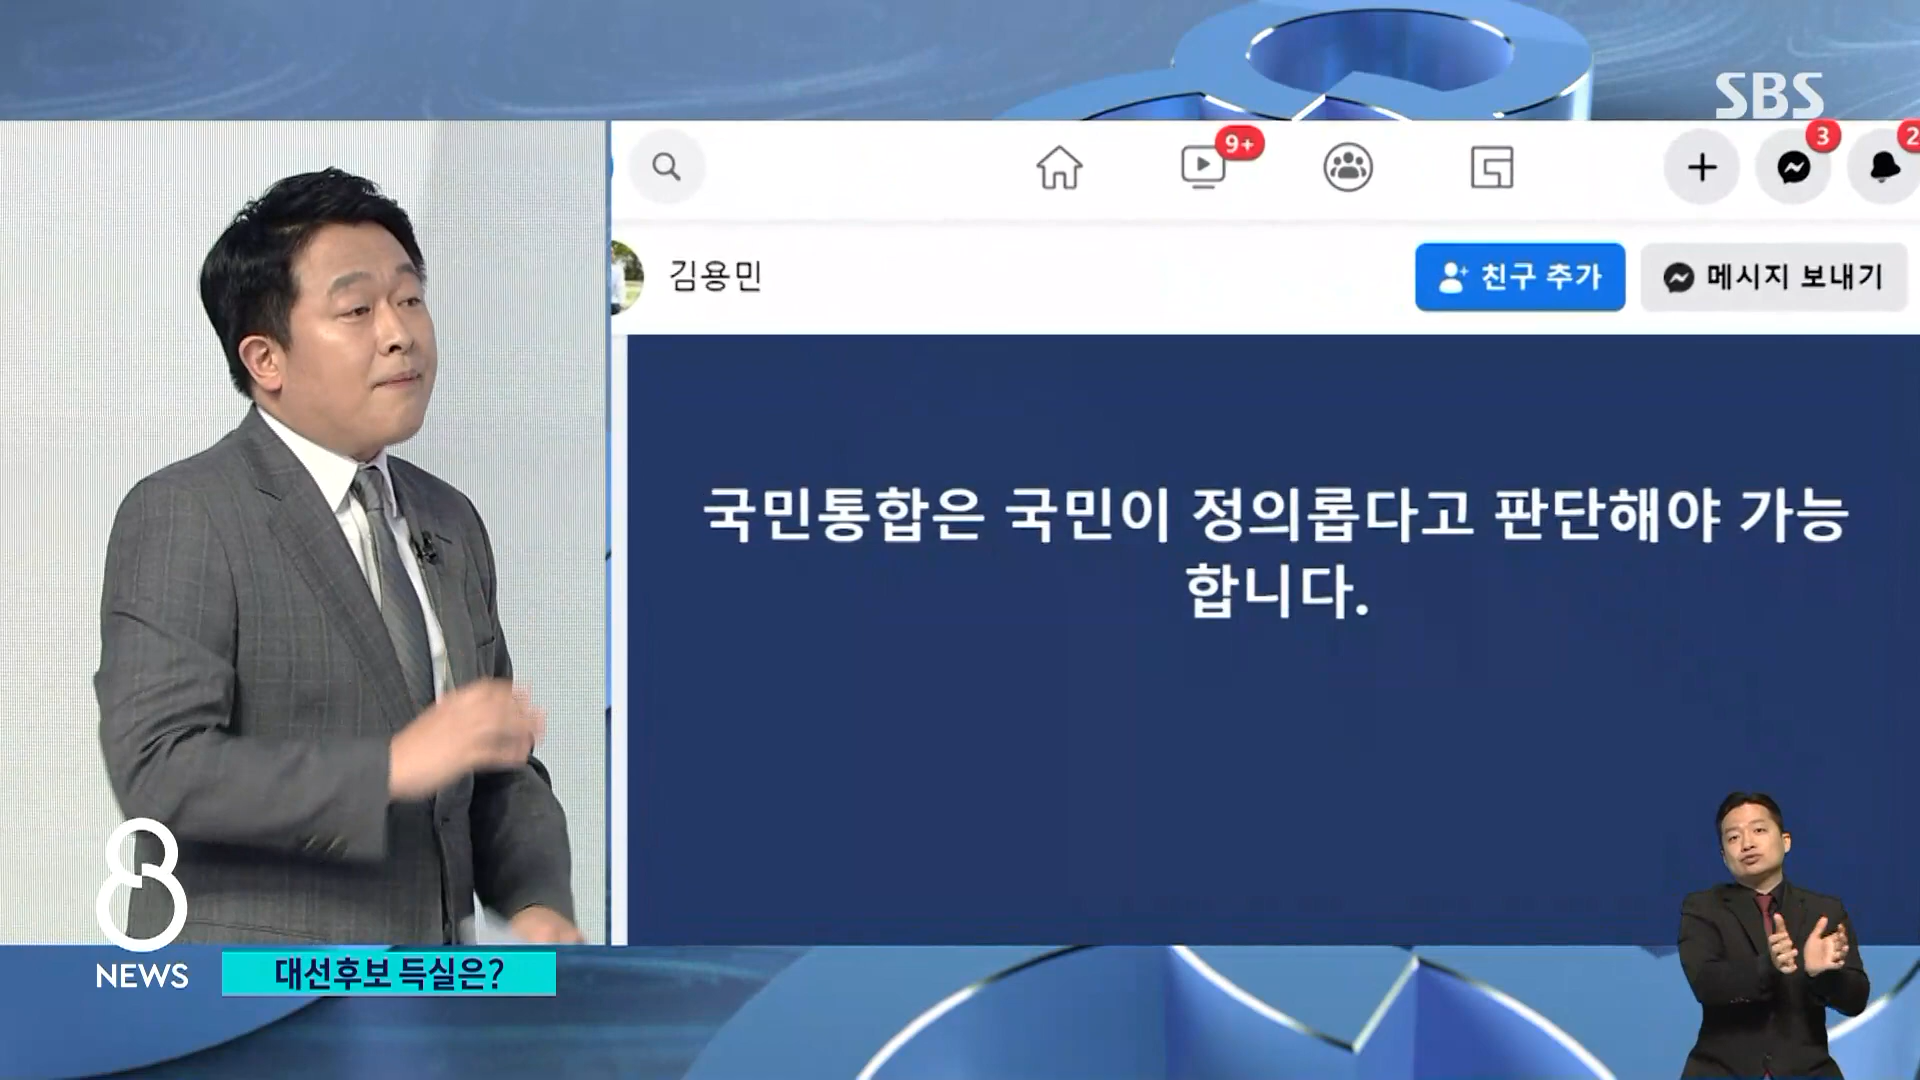 SBS
9+
3
2
김용민
친구 추가
메시지 보내기
국민통합은 국민이 정의롭다고 판단해야 가능
합니다.
8
NEWS
대선후보 득실은?